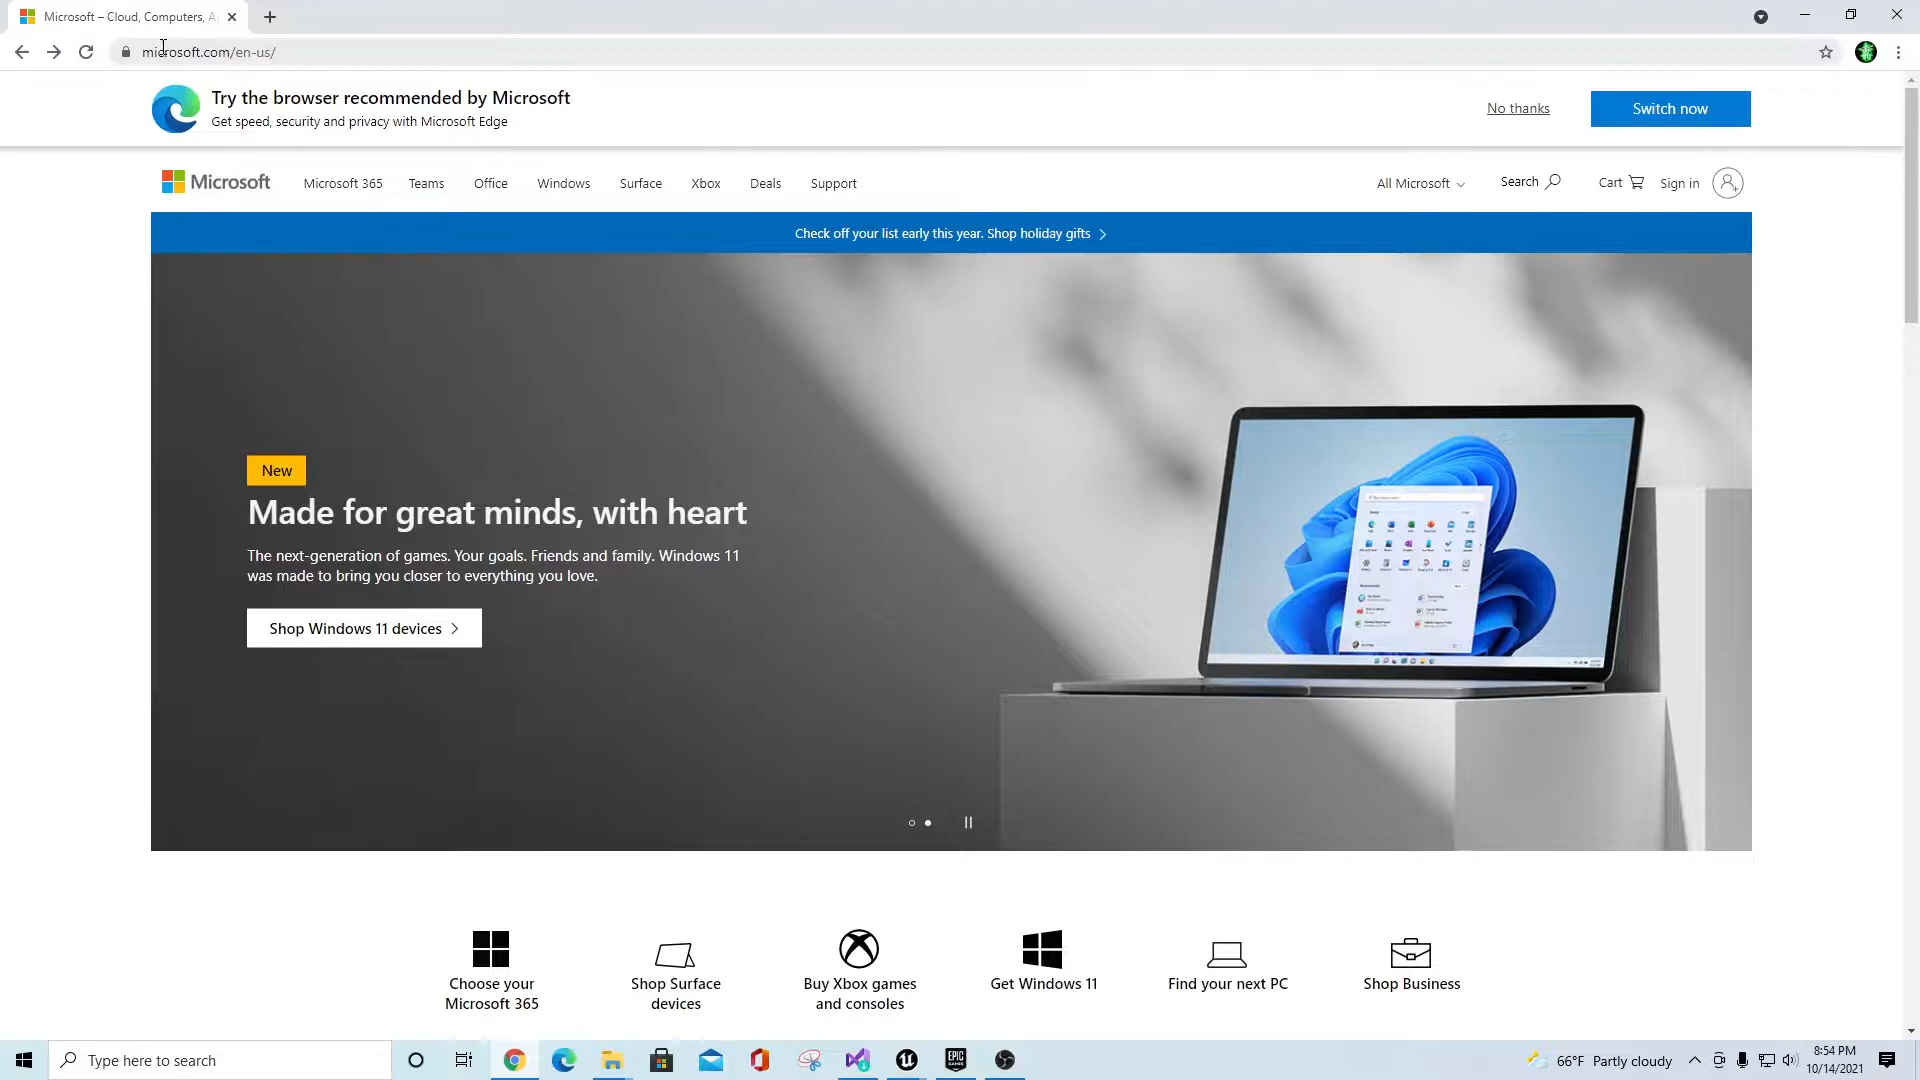 Microsoft – Cloud, Computers, A
microsoft.com/en-us/
Try the browser recommended by Microsoft
Get speed, security and privacy with Microsoft Edge
No thanks
Switch now
Microsoft
Microsoft 365
Teams
Office
Windows
Surface
Xbox
Deals
Support
All Microsoft
Search
Cart
Sign in
Check off your list early this year. Shop holiday gifts
New
Made for great minds, with heart
The next-generation of games. Your goals. Friends and family. Windows 11
was made to bring you closer to everything you love.
Shop Windows 11 devices
Choose your
Microsoft 365
Shop Surface
devices
Buy Xbox games
and consoles
Get Windows 11
Find your next PC
Shop Business
Type here to search
EPIC
GAMES
66°F Partly cloudy
8:54 PM
10/14/2021